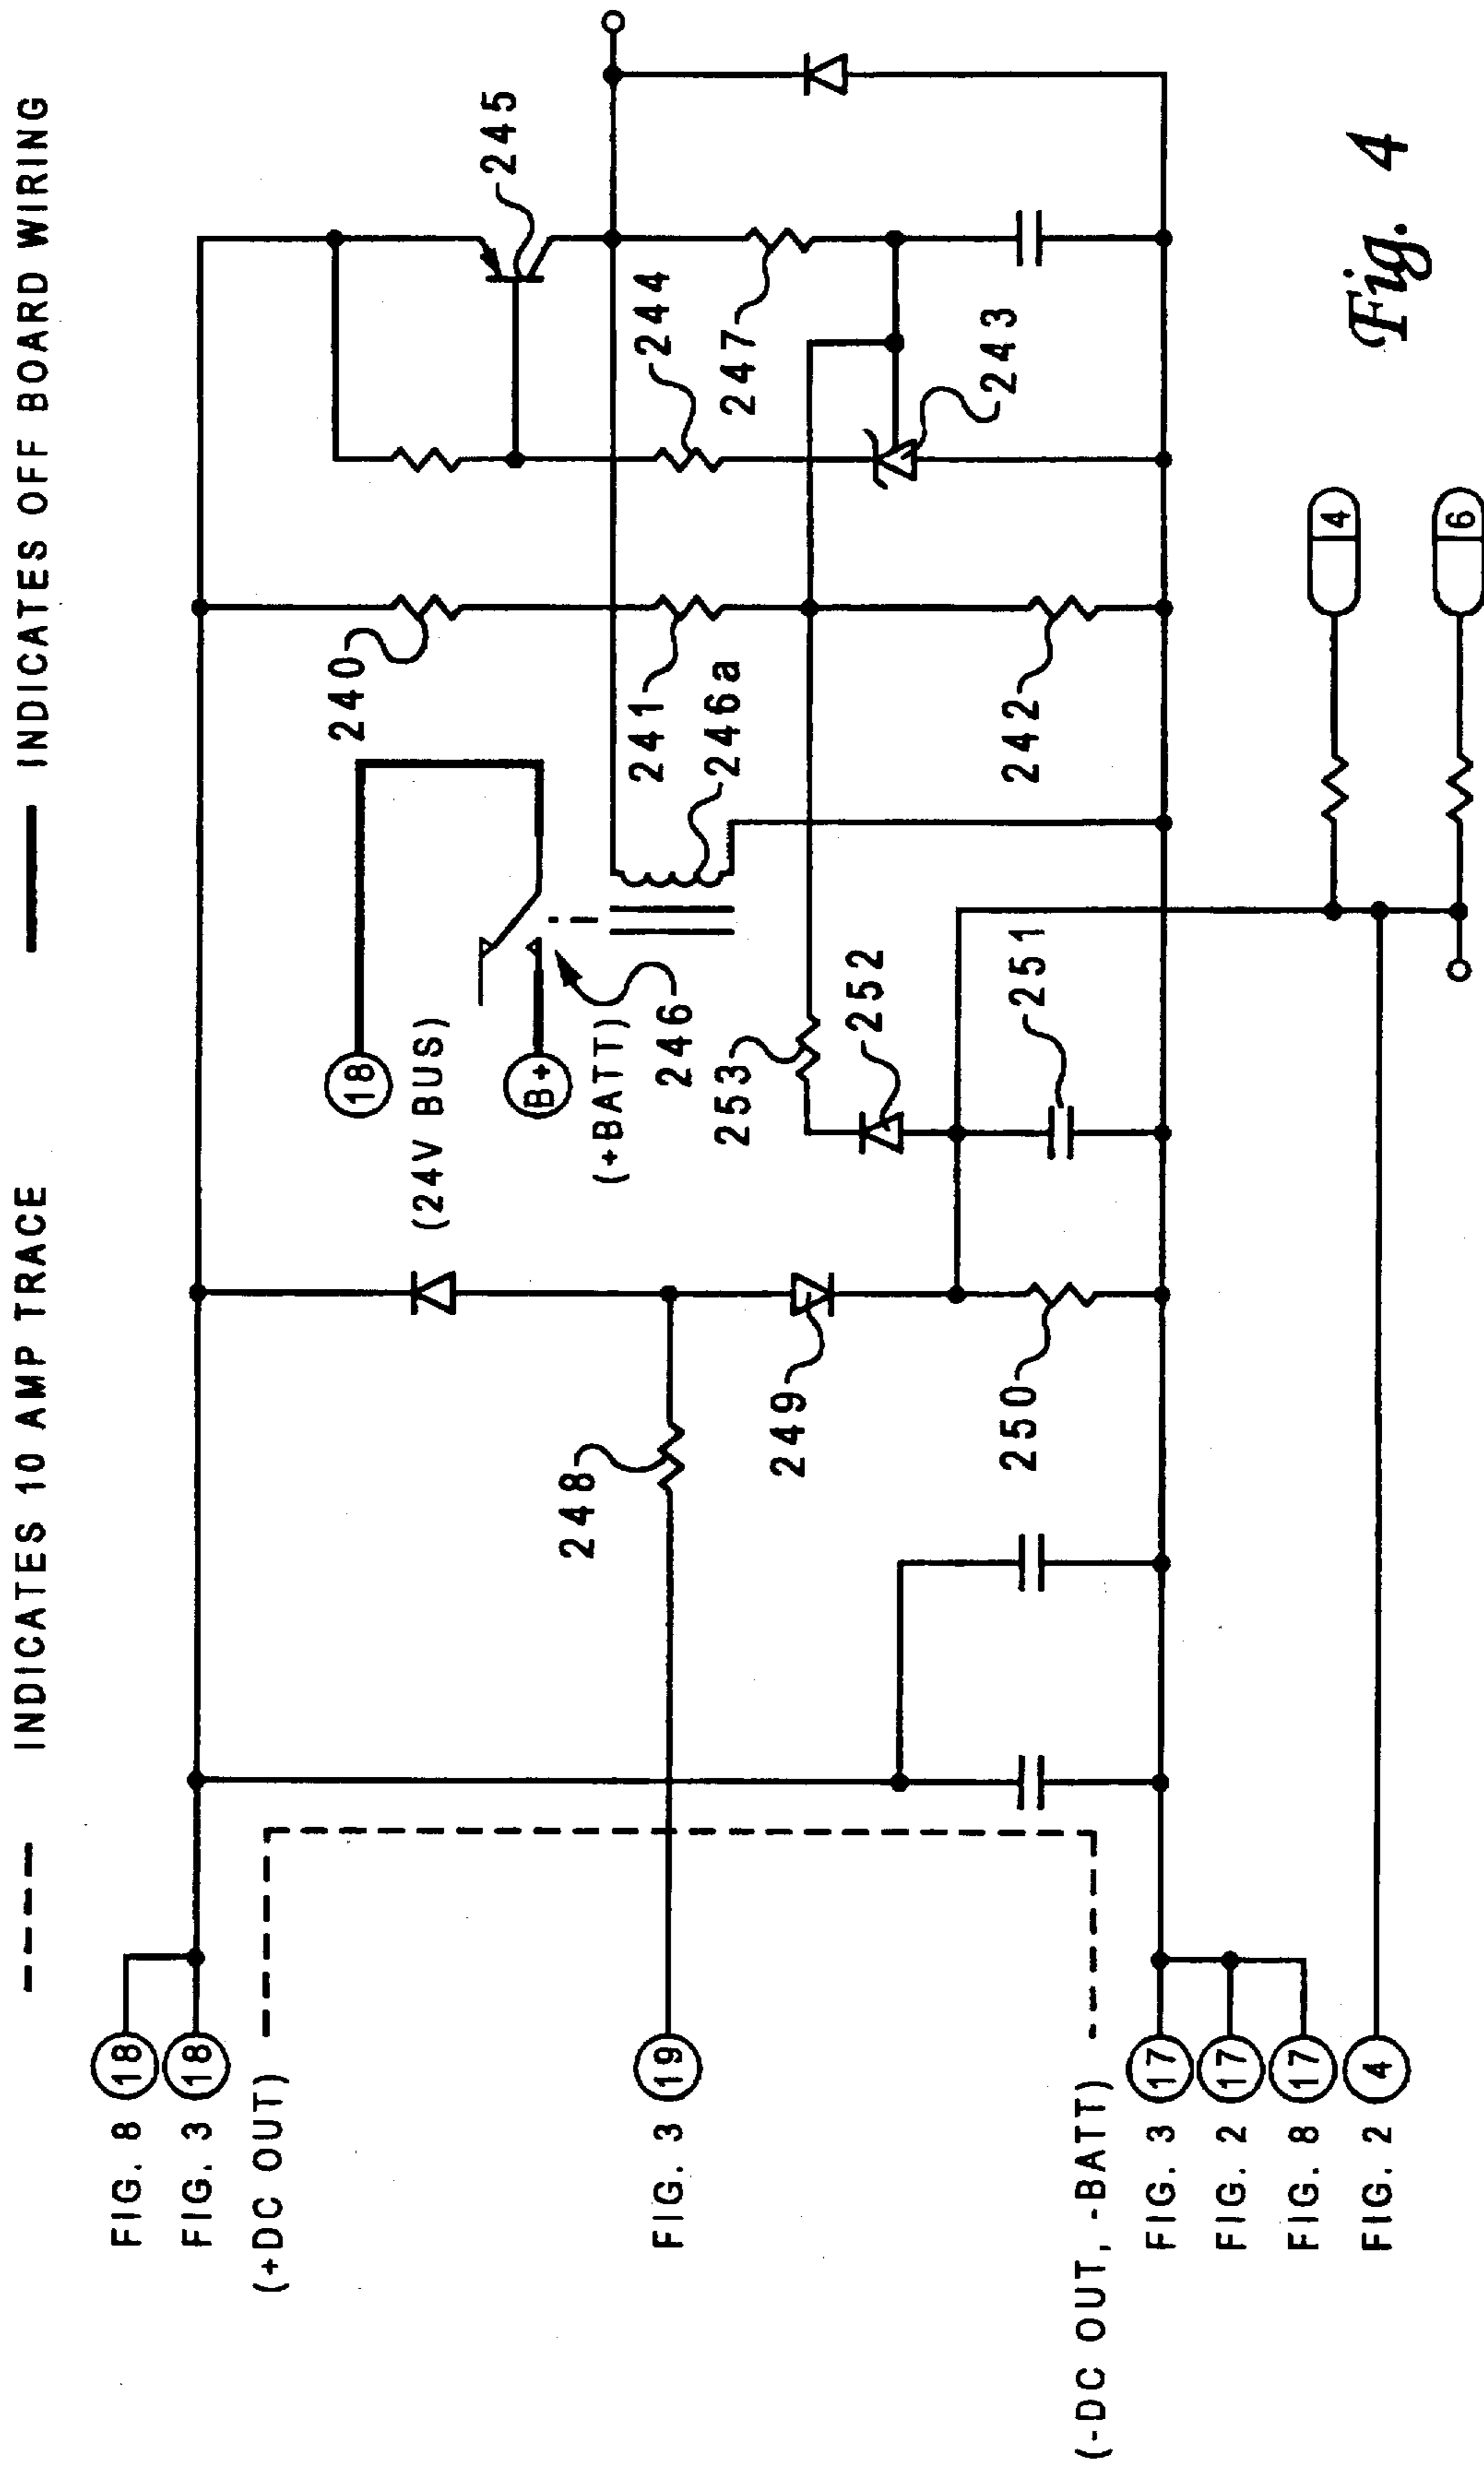 INDICATES 10 AMP TRACE
INDICATES OFF BOARD WIRING
FIG. 8 18
FIG. 3 18
(+DC OUT)
FIG. 3 19
(-DC OUT, -BATT)
FIG. 3 17
FIG. 2 17
FIG. 8 17
FIG. 2 4
248
249
250
18
(24V BUS)
B+
(+BATT)
246
253
252
251
240
241
246a
242
245
244
247
243
4
6
Fig. 4